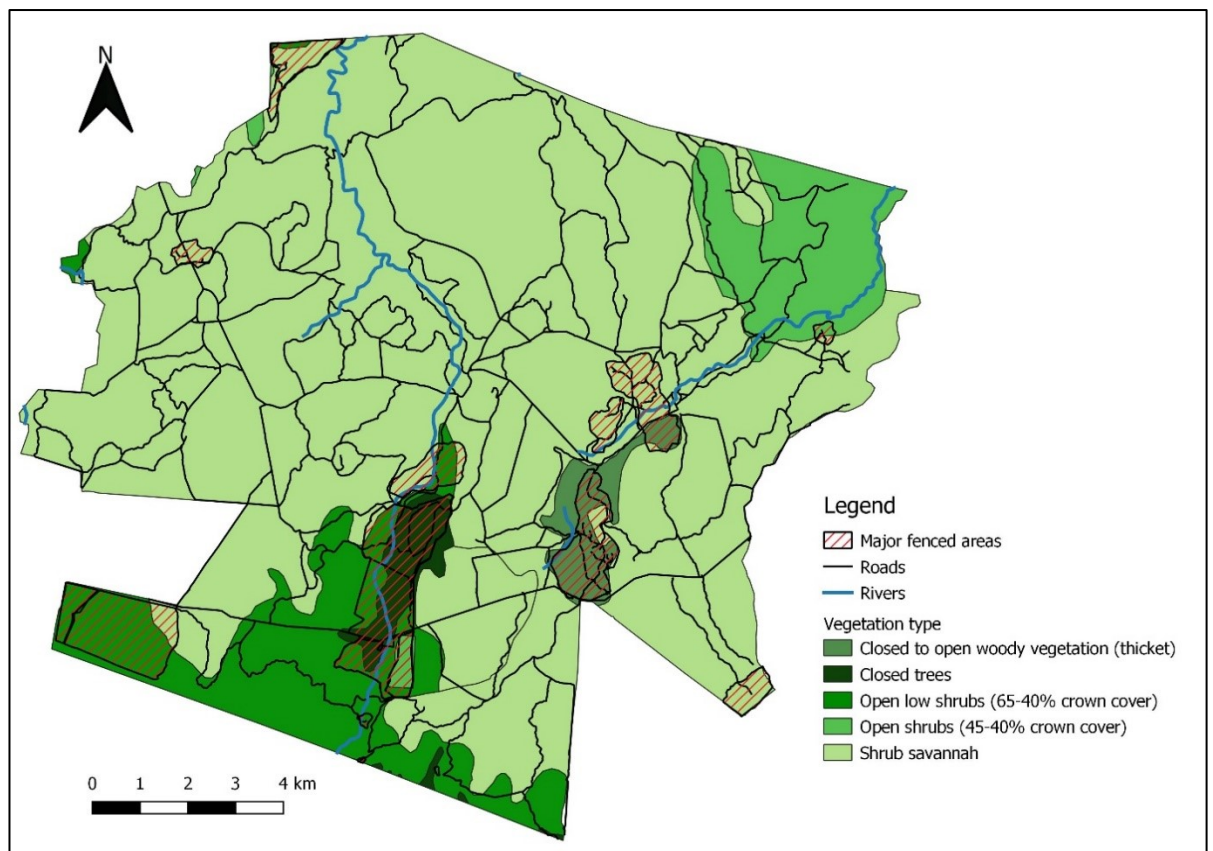 N
Legend
Major fenced areas
Roads
Rivers
Vegetation type
Closed to open woody vegetation (thicket)
Closed trees
Open low shrubs (65-40% crown cover)
Open shrubs (45-40% crown cover)
Shrub savannah
0 1 2 3 4 km